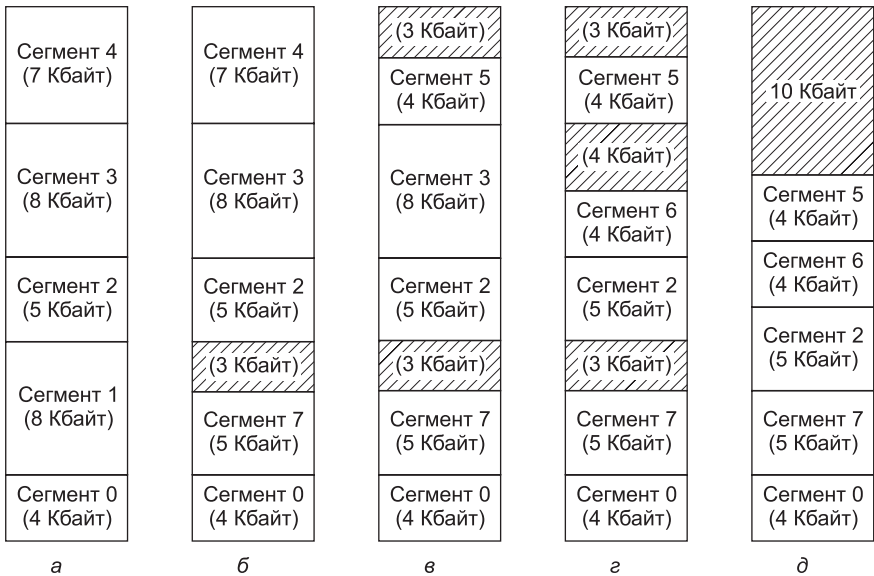 Сегмент 4
(7 Кбайт)
Сегмент 3
(8 Кбайт)
Сегмент 2
(5 Кбайт)
Сегмент 1
(8 Кбайт)
Сегмент 0
(4 Кбайт)
а
Сегмент 4
(7 Кбайт)
Сегмент 3
(8 Кбайт)
Сегмент 2
(5 Кбайт)
(3 Кбайт)
Сегмент 7
(5 Кбайт)
Сегмент 0
(4 Кбайт)
б
(3 Кбайт)
Сегмент 5
(4 Кбайт)
Сегмент 3
(8 Кбайт)
Сегмент 2
(5 Кбайт)
(3 Кбайт)
Сегмент 7
(5 Кбайт)
Сегмент 0
(4 Кбайт)
в
(3 Кбайт)
Сегмент 5
(4 Кбайт)
(4 Кбайт)
Сегмент 6
(4 Кбайт)
Сегмент 2
(5 Кбайт)
(3 Кбайт)
Сегмент 7
(5 Кбайт)
Сегмент 0
(4 Кбайт)
г
10 Кбайт
Сегмент 5
(4 Кбайт)
Сегмент 6
(4 Кбайт)
Сегмент 2
(5 Кбайт)
Сегмент 7
(5 Кбайт)
Сегмент 0
(4 Кбайт)
д